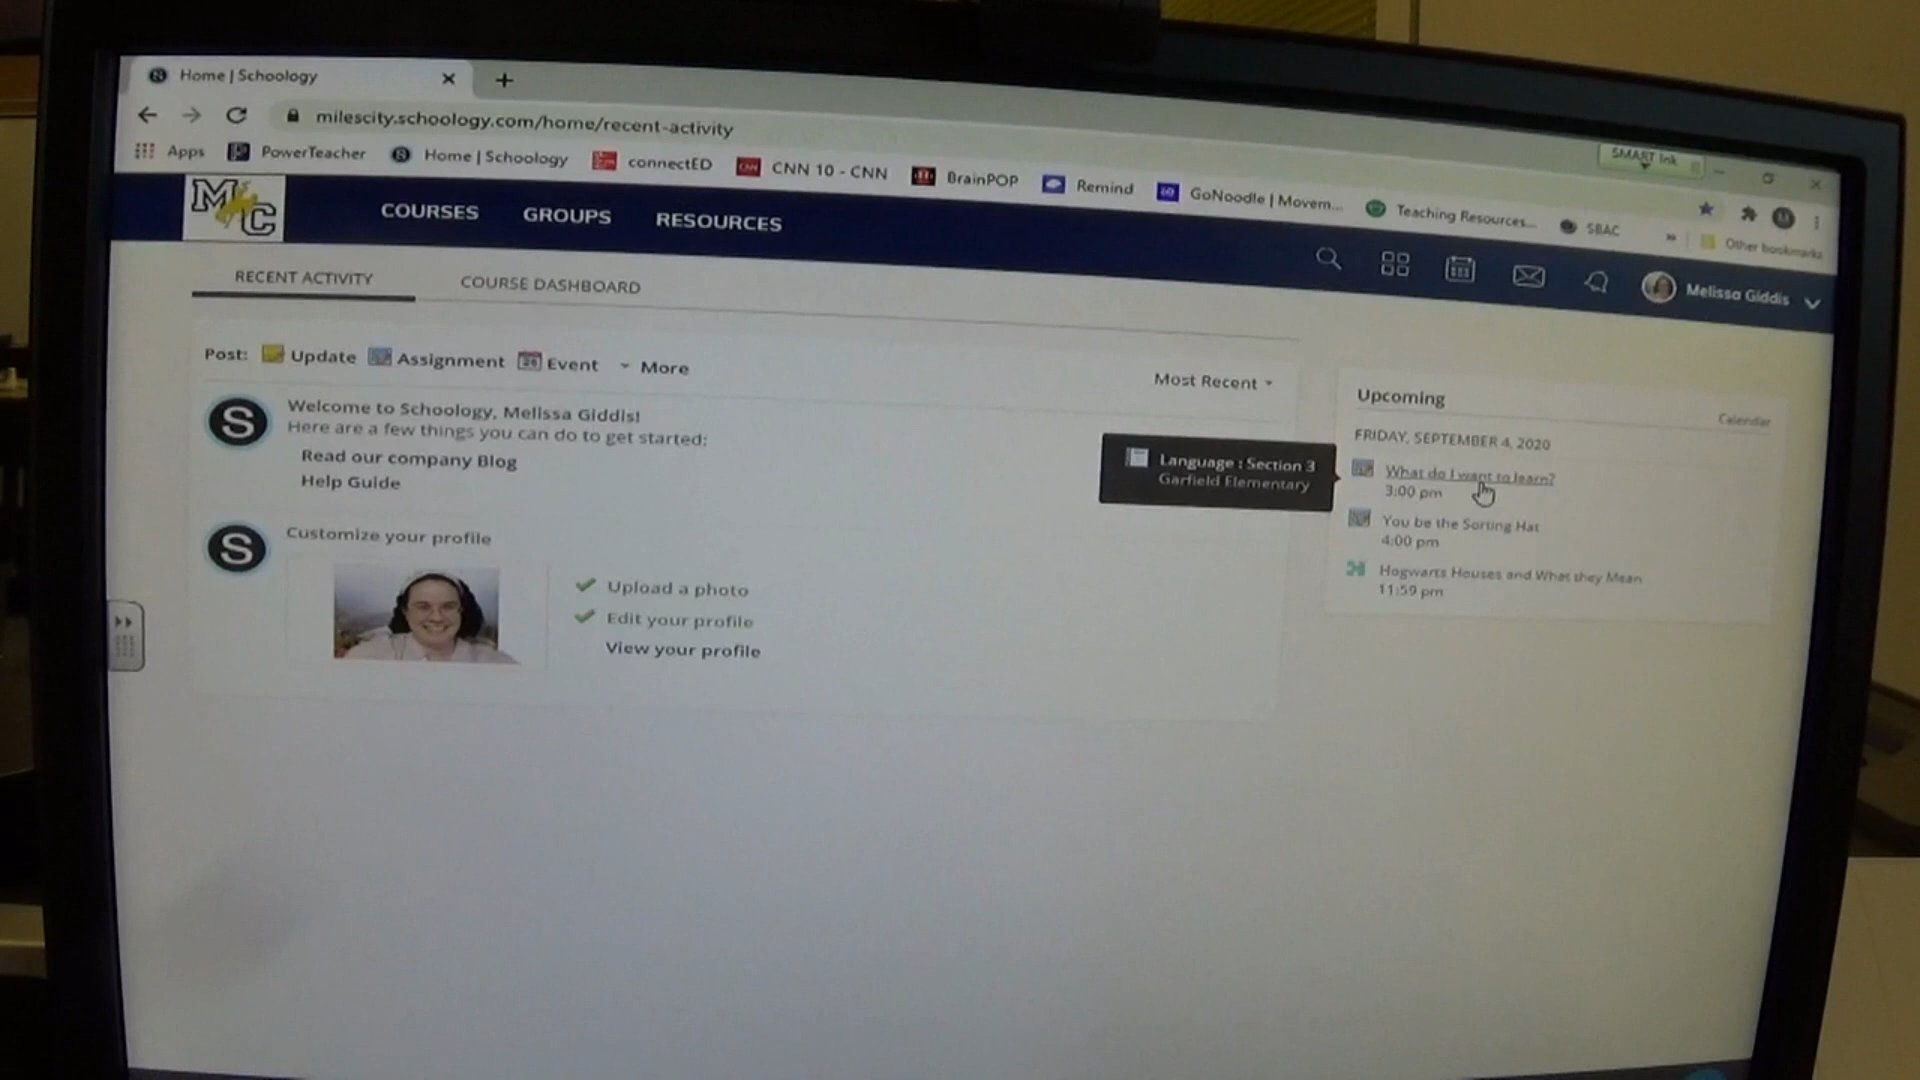 Home | Schoology
milescity.schoology.com/home/recent-activity
SMART Ink
Apps PowerTeacher Home | Schoology connectED CNN 10 - CNN BrainPOP Remind GoNoodle | Movem... Teaching Resources... SBAC » Other bookmarks
MC COURSES GROUPS RESOURCES
Melissa Giddis
RECENT ACTIVITY COURSE DASHBOARD
Post: Update Assignment Event More
Most Recent
Welcome to Schoology, Melissa Giddis!
Here are a few things you can do to get started:
Read our company Blog
Help Guide
Customize your profile
Upload a photo
Edit your profile
View your profile
Language : Section 3
Garfield Elementary
Upcoming
Calendar
FRIDAY, SEPTEMBER 4, 2020
What do I want to learn?
3:00 pm
You be the Sorting Hat
4:00 pm
Hogwarts Houses and What they Mean
11:59 pm